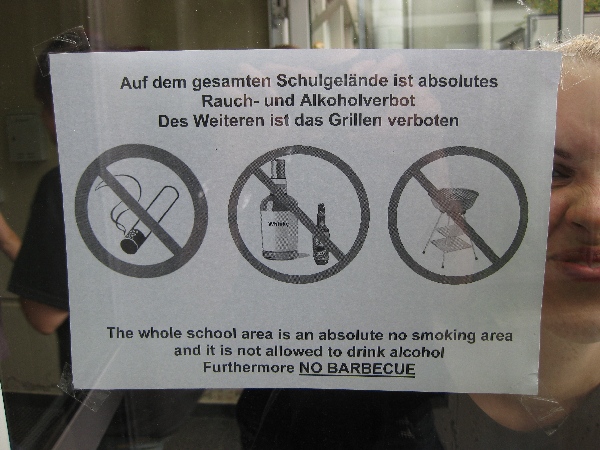 Auf dem gesamten Schulgelände ist absolutes
Rauch- und Alkoholverbot
Des Weiteren ist das Grillen verboten
Whisky
The whole school area is an absolute no smoking area
and it is not allowed to drink alcohol
Furthermore NO BARBECUE